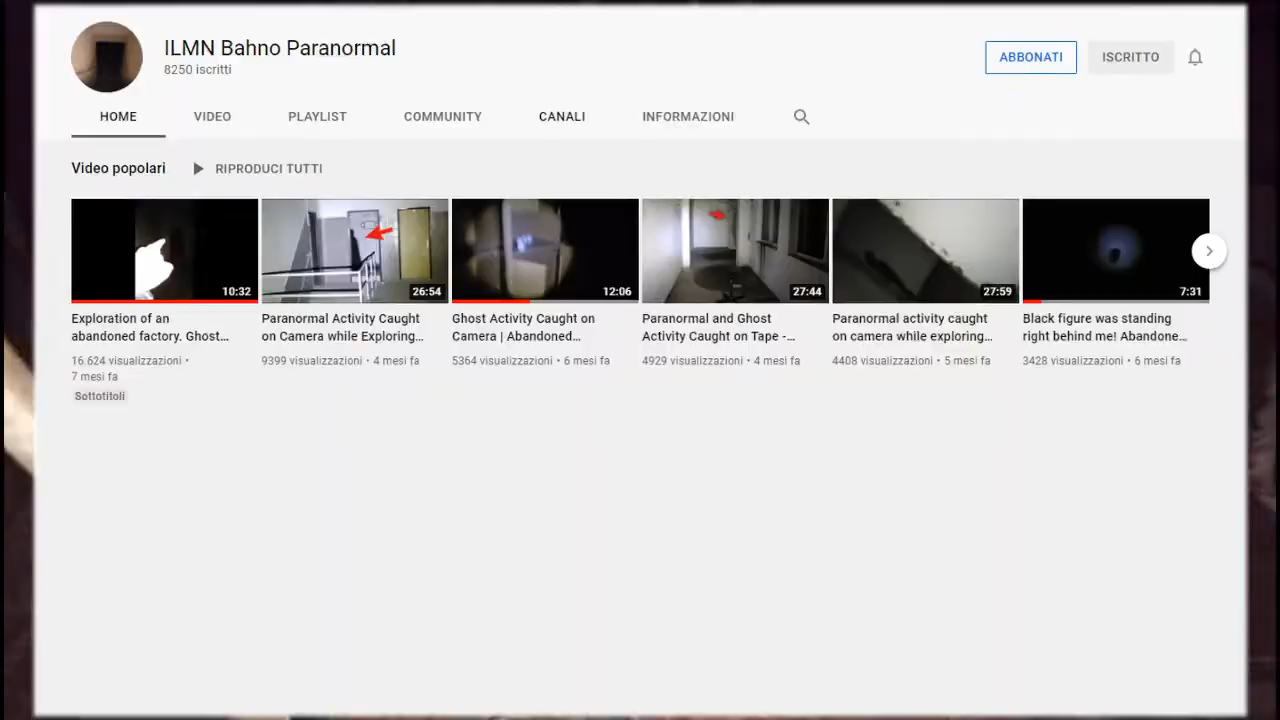 ILMN Bahno Paranormal
8250 iscritti
ABBONATI
ISCRITTO
HOME
VIDEO
PLAYLIST
COMMUNITY
CANALI
INFORMAZIONI
Video popolari
RIPRODUCI TUTTI
10:32
Exploration of an
abandoned factory. Ghost...
16.624 visualizzazioni •
7 mesi fa
Sottotitoli
26:54
Paranormal Activity Caught
on Camera while Exploring...
9399 visualizzazioni • 4 mesi fa
12:06
Ghost Activity Caught on
Camera | Abandoned...
5364 visualizzazioni • 6 mesi fa
27:44
Paranormal and Ghost
Activity Caught on Tape -...
4929 visualizzazioni • 4 mesi fa
27:59
Paranormal activity caught
on camera while exploring...
4408 visualizzazioni • 5 mesi fa
7:31
Black figure was standing
right behind me! Abandone...
3428 visualizzazioni • 6 mesi fa